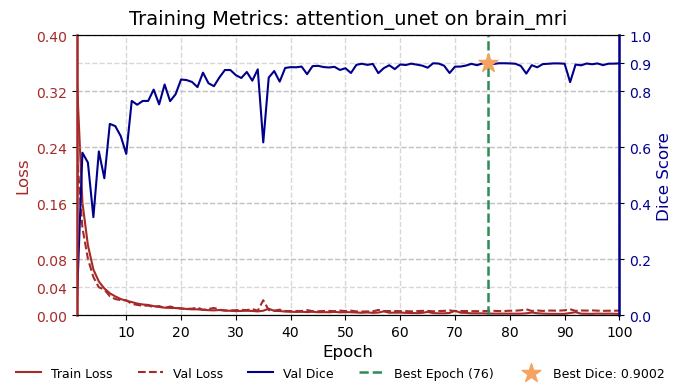 Training Metrics: attention_unet on brain_mri
0.40
0.32
0.24
0.16
0.08
0.04
0.00
Loss
1.0
0.9
0.8
0.6
0.4
0.2
0.0
Dice Score
10 20 30 40 50 60 70 80 90 100
Epoch
Train Loss Val Loss Val Dice Best Epoch (76) Best Dice: 0.9002